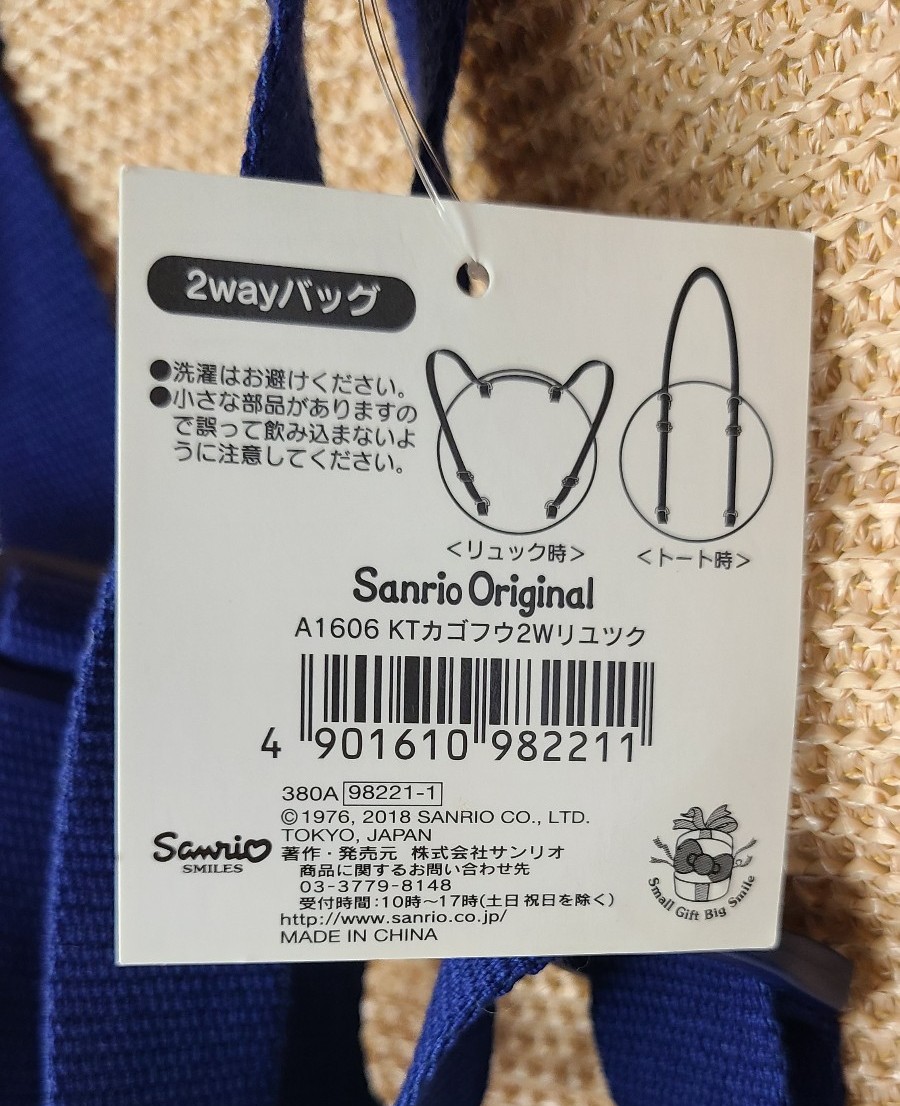 2wayバッグ
●洗濯はお避けください。
●小さな部品がありますの
で誤って飲み込まないよ
うに注意してください。
＜リュック時＞
＜トート時＞
Sanrio Original
A1606 KTカゴフウ2Wリユツク
4 901610 982211
380A 98221-1
©1976, 2018 SANRIO CO., LTD.
TOKYO, JAPAN
著作・発売元 株式会社サンリオ
商品に関するお問い合わせ先
03-3779-8148
受付時間:10時～17時(土日祝日を除く)
http://www.sanrio.co.jp/
MADE IN CHINA
Sanrio
SMILES
Small Gift Big Smile